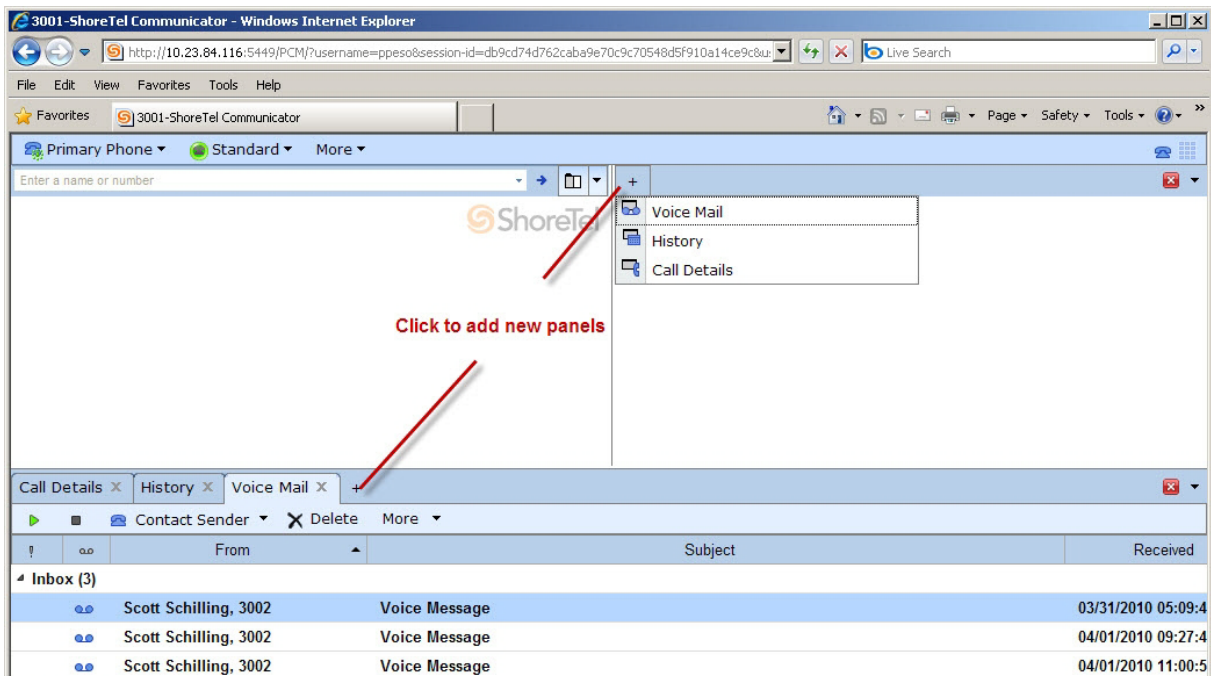 3001-ShoreTel Communicator - Windows Internet Explorer
http://10.23.84.116:5449/PCM/?username=ppeso&session-id=db9cd74d762caba9e70c9c70548d5f910a14ce9c&u
Live Search
File Edit View Favorites Tools Help
Favorites 3001-ShoreTel Communicator Page Safety Tools
Primary Phone Standard More
Enter a name or number +
ShoreTel
Voice Mail
History
Call Details
Click to add new panels
Call Details X History X Voice Mail X +
Contact Sender Delete More
From Subject Received
Inbox (3)
Scott Schilling, 3002 Voice Message 03/31/2010 05:09:4
Scott Schilling, 3002 Voice Message 04/01/2010 09:27:4
Scott Schilling, 3002 Voice Message 04/01/2010 11:00:5